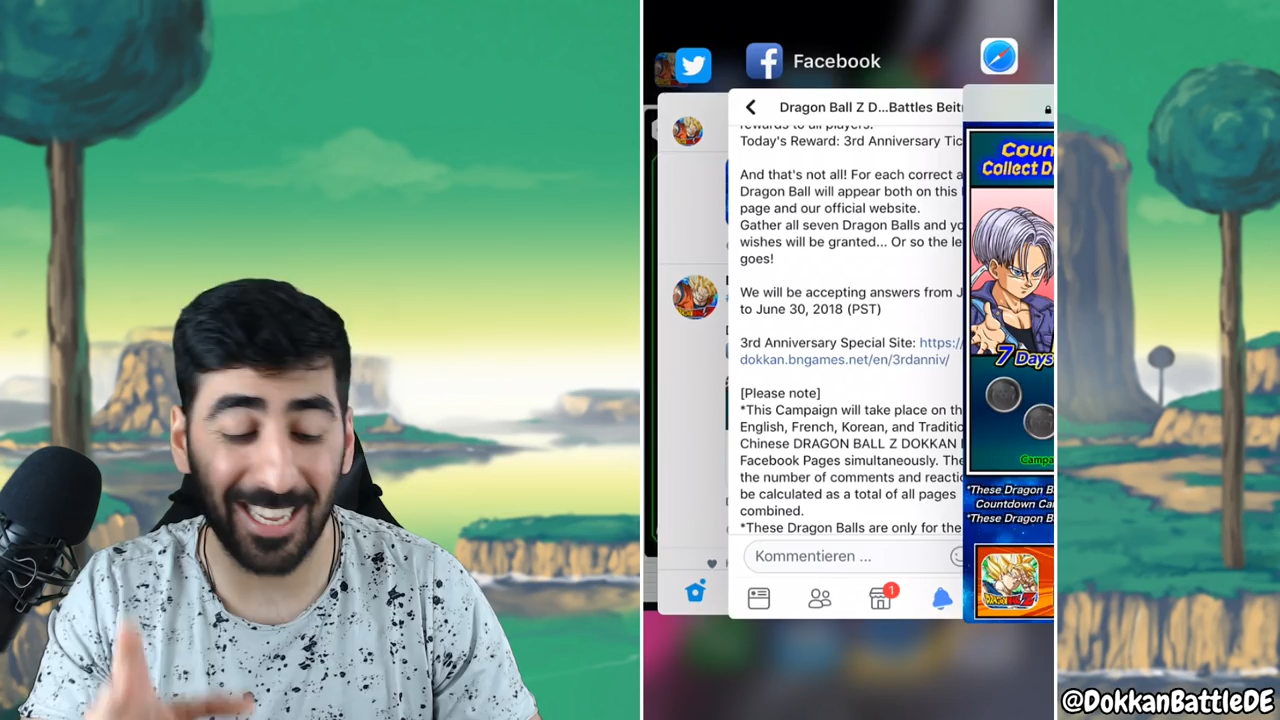 Facebook
Dragon Ball Z D...Battles Beitr
rewards to all players.
Today's Reward: 3rd Anniversary Tic
And that's not all! For each correct a
Dragon Ball will appear both on this
page and our official website.
Gather all seven Dragon Balls and yo
wishes will be granted... Or so the le
goes!
We will be accepting answers from J
to June 30, 2018 (PST)
3rd Anniversary Special Site: https://
dokkan.bngames.net/en/3rdanniv/
[Please note]
*This Campaign will take place on th
English, French, Korean, and Traditio
Chinese DRAGON BALL Z DOKKAN
Facebook Pages simultaneously. The
the number of comments and reactio
be calculated as a total of all pages
combined.
*These Dragon Balls are only for the
Kommentieren ...
1
Coun
Collect D
7 Days
Campa
*These Dragon B
Countdown Ca
*These Dragon B
@DokkanBattleDE